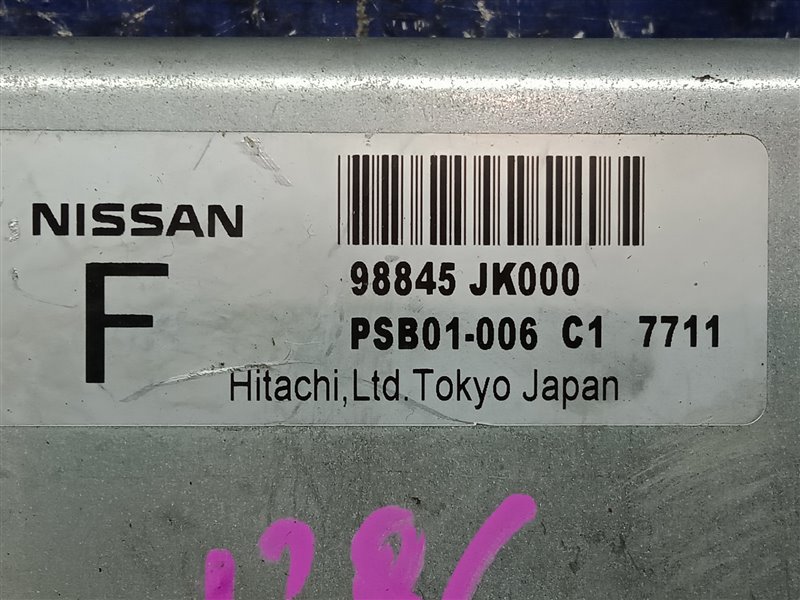 NISSAN
F
98845 JK000
PSB01-006 C1 7711
Hitachi,Ltd.Tokyo Japan